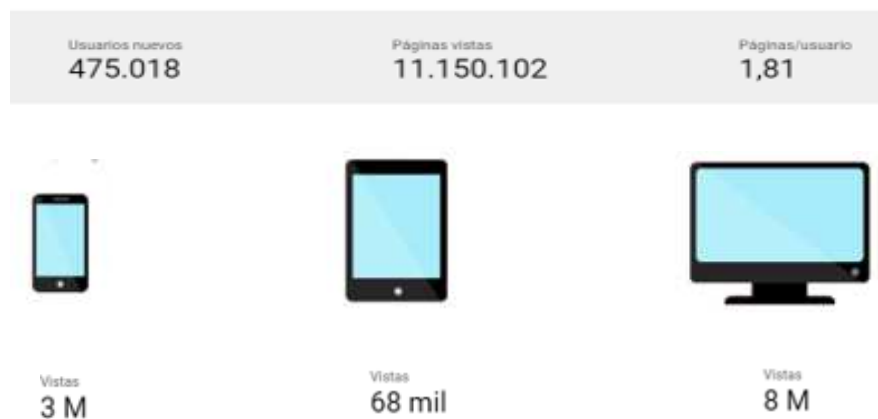 Usuarios nuevos
475.018
Páginas vistas
11.150.102
Páginas/usuario
1,81
Vistas
3 M
Vistas
68 mil
Vistas
8 M